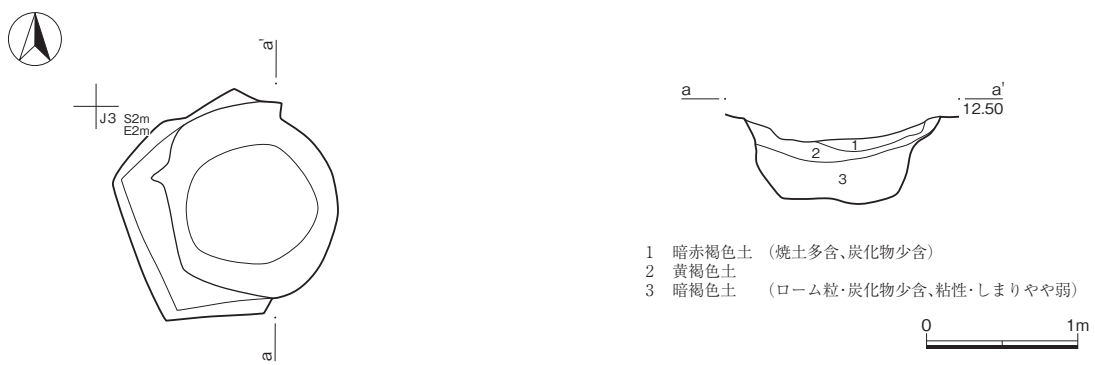 a'
J3 S2m
E2m
a
a a'
12.50
1
2
3
1 暗赤褐色土 （焼土多含、炭化物少含）
2 黄褐色土
3 暗褐色土 （ローム粒・炭化物少含、粘性・しまりやや弱）
0 1m